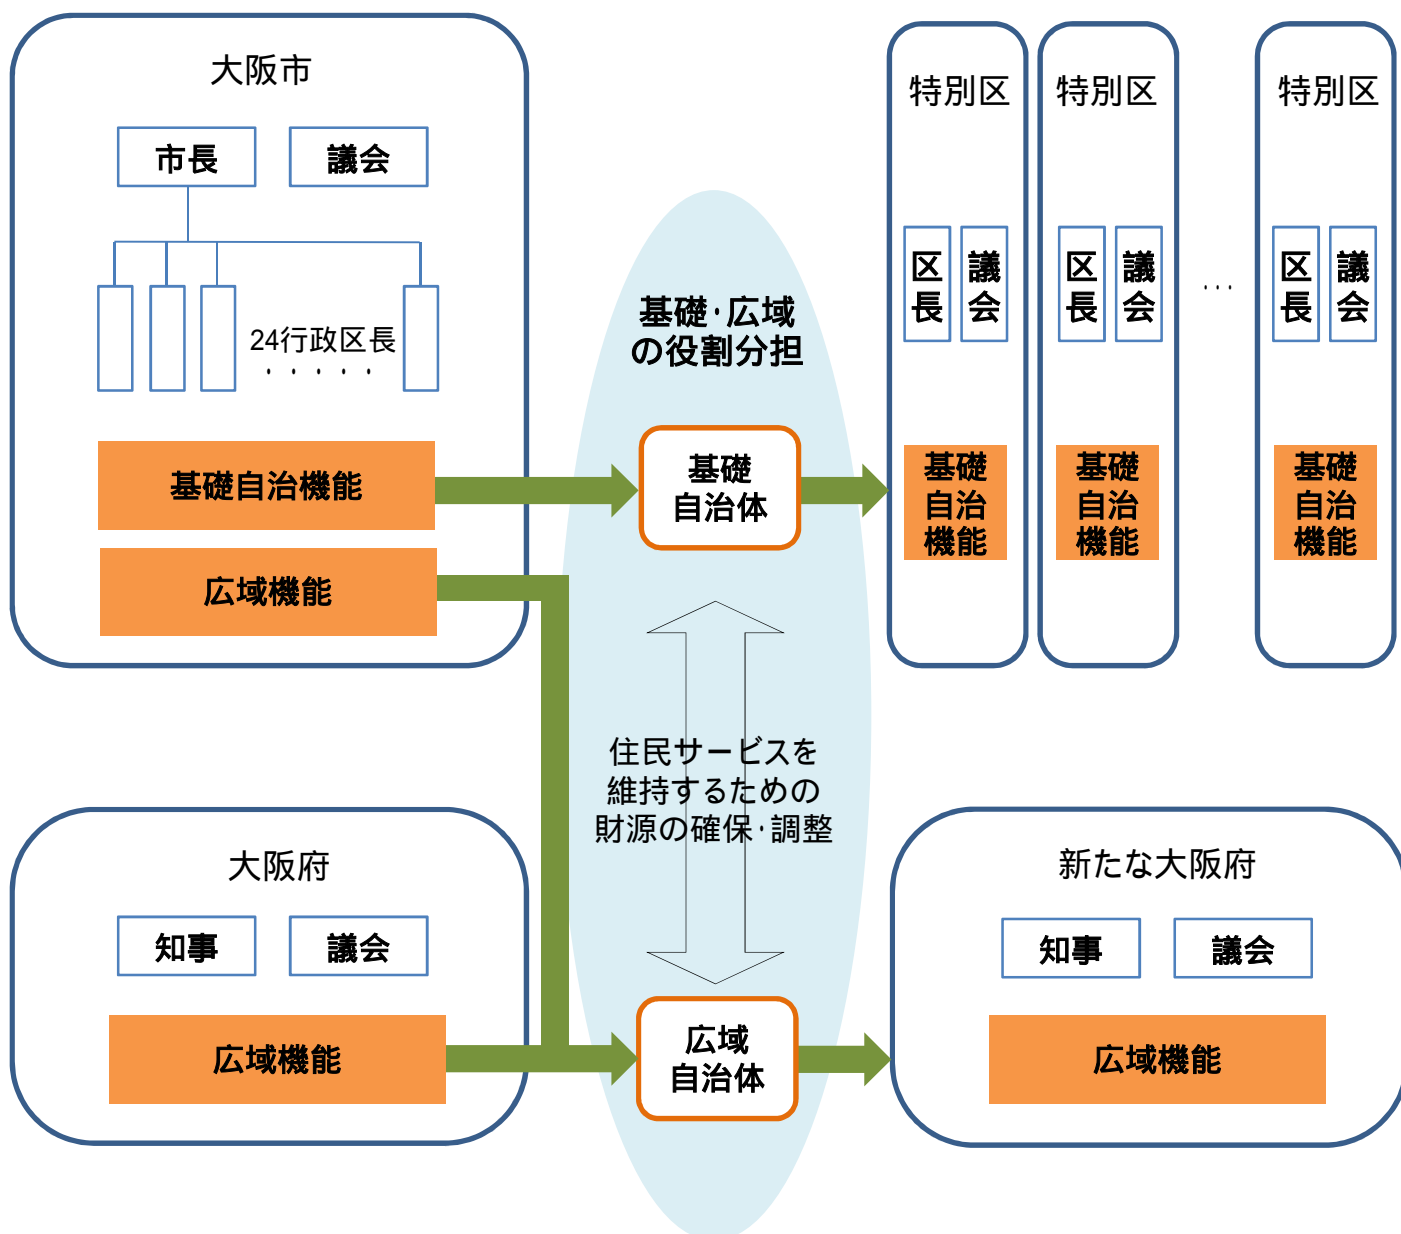 大阪市
市長
議会
24行政区長
・・・・・
基礎自治機能
広域機能
大阪府
知事
議会
広域機能
基礎・広域
の役割分担
基礎
自治体
住民サービスを
維持するための
財源の確保・調整
広域
自治体
特別区
区長
議会
基礎
自治
機能
特別区
区長
議会
基礎
自治
機能
・・・
特別区
区長
議会
基礎
自治
機能
新たな大阪府
知事
議会
広域機能